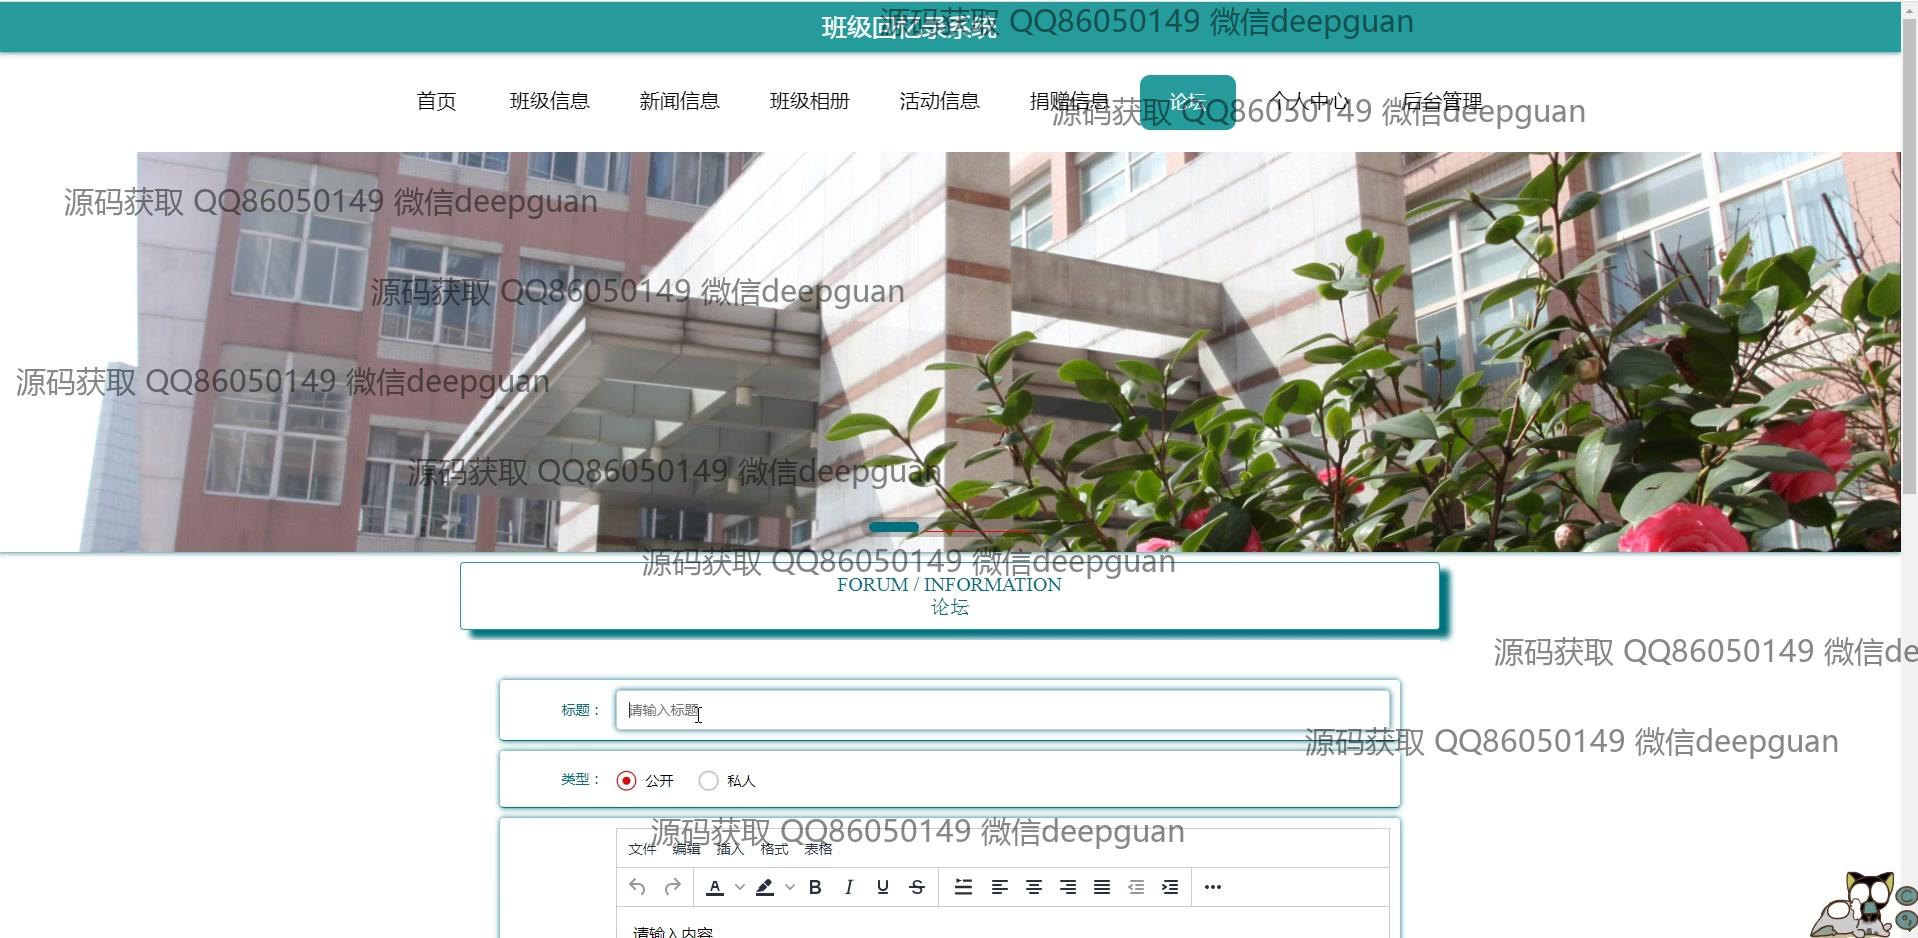 班级回忆录系统
源码获取 QQ86050149 微信deepguan
首页 班级信息 新闻信息 班级相册 活动信息 捐赠信息 论坛 个人中心 后台管理
源码获取 QQ86050149 微信deepguan
源码获取 QQ86050149 微信deepguan
源码获取 QQ86050149 微信deepguan
源码获取 QQ86050149 微信deepguan
源码获取 QQ86050149 微信deepguan
源码获取 QQ86050149 微信deepguan
FORUM / INFORMATION
论坛
源码获取 QQ86050149 微信de
标题：
请输入标题
源码获取 QQ86050149 微信deepguan
类型：
公开 私人
源码获取 QQ86050149 微信deepguan
文件 编辑 插入 格式 表格
A B I U S
请输入内容